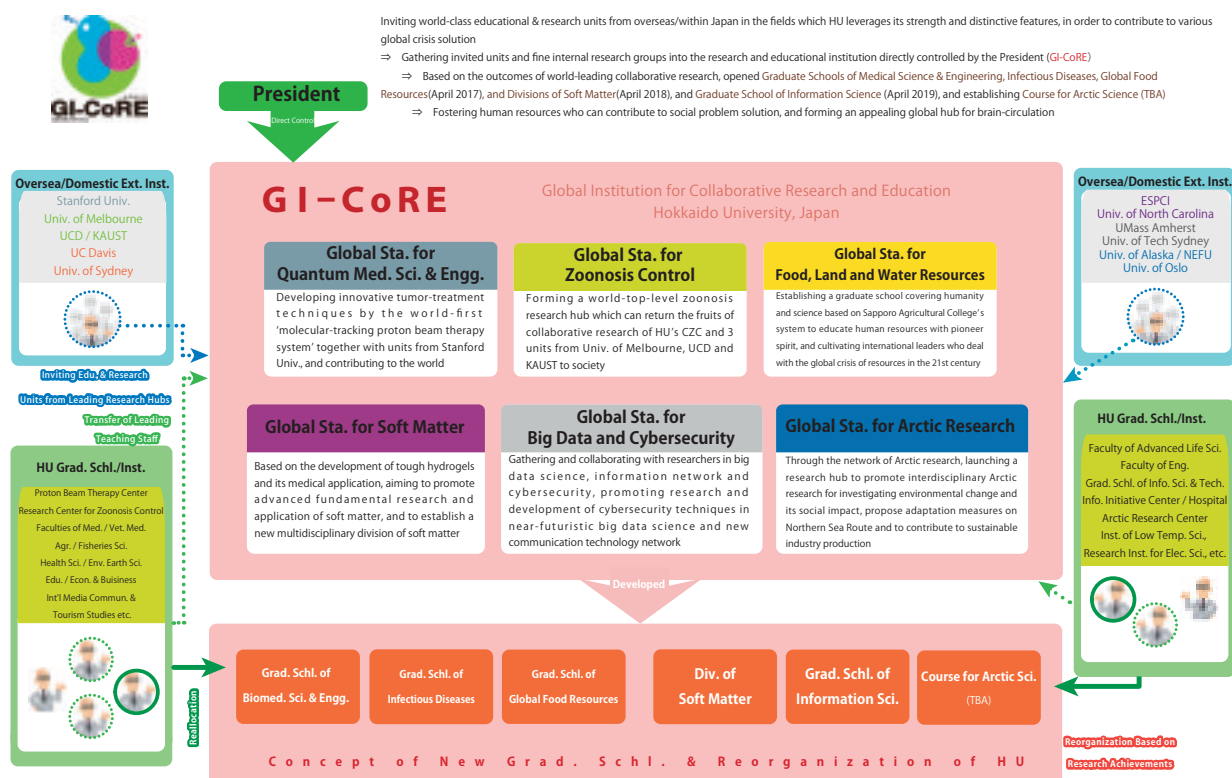 GI-CoRE
Inviting world-class educational & research units from overseas/within Japan in the fields which HU leverages its strength and distinctive features, in order to contribute to various
global crisis solution
⇒ Gathering invited units and fine internal research groups into the research and educational institution directly controlled by the President (GI-CoRE)
⇒ Based on the outcomes of world-leading collaborative research, opened Graduate Schools of Medical Science & Engineering, Infectious Diseases, Global Food
Resources(April 2017), and Divisions of Soft Matter(April 2018), and Graduate School of Information Science (April 2019), and establishing Course for Arctic Science (TBA)
⇒ Fostering human resources who can contribute to social problem solution, and forming an appealing global hub for brain-circulation
President
Direct Control
Oversea/Domestic Ext. Inst.
Stanford Univ.
Univ. of Melbourne
UCD / KAUST
UC Davis
Univ. of Sydney
Inviting Edu. & Research
Units from Leading Research Hubs
Transfer of Leading
Teaching Staff
HU Grad. Schl./Inst.
Proton Beam Therapy Center
Research Center for Zoonosis Control
Faculties of Med. / Vet. Med.
Agr. / Fisheries Sci.
Health Sci. / Env. Earth Sci.
Edu. / Econ. & Buisiness
Int'l Media Commun. &
Tourism Studies etc.
Reallocation
GI-CoRE
Global Institution for Collaborative Research and Education
Hokkaido University, Japan
Global Sta. for
Quantum Med. Sci. & Engg.
Developing innovative tumor-treatment
techniques by the world-first
'molecular-tracking proton beam therapy
system' together with units from Stanford
Univ., and contributing to the world
Global Sta. for
Zoonosis Control
Forming a world-top-level zoonosis
research hub which can return the fruits of
collaborative research of HU's CZC and 3
units from Univ. of Melbourne, UCD and
KAUST to society
Global Sta. for
Food, Land and Water Resources
Establishing a graduate school covering humanity
and science based on Sapporo Agricultural College's
system to educate human resources with pioneer
spirit, and cultivating international leaders who deal
with the global crisis of resources in the 21st century
Global Sta. for Soft Matter
Based on the development of tough hydrogels
and its medical application, aiming to promote
advanced fundamental research and
application of soft matter, and to establish a
new multidisciplinary division of soft matter
Global Sta. for
Big Data and Cybersecurity
Gathering and collaborating with researchers in big
data science, information network and
cybersecurity, promoting research and
development of cybersecurity techniques in
near-futuristic big data science and new
communication technology network
Global Sta. for Arctic Research
Through the network of Arctic research, launching a
research hub to promote interdisciplinary Arctic
research for investigating environmental change and
its social impact, propose adaptation measures on
Northern Sea Route and to contribute to sustainable
industry production
Oversea/Domestic Ext. Inst.
ESPCI
Univ. of North Carolina
UMass Amherst
Univ. of Tech Sydney
Univ. of Alaska / NEFU
Univ. of Oslo
HU Grad. Schl./Inst.
Faculty of Advanced Life Sci.
Faculty of Eng.
Grad. Schl. of Info. Sci. & Tech.
Info. Initiative Center / Hospital
Arctic Research Center
Inst. of Low Temp. Sci.,
Research Inst. for Elec. Sci., etc.
Developed
Grad. Schl. of
Biomed. Sci. & Engg.
Grad. Schl. of
Infectious Diseases
Grad. Schl. of
Global Food Resources
Div. of
Soft Matter
Grad. Schl. of
Information Sci.
Course for Arctic Sci.
(TBA)
Concept of New Grad. Schl. & Reorganization of HU
Reorganization Based on
Research Achievements